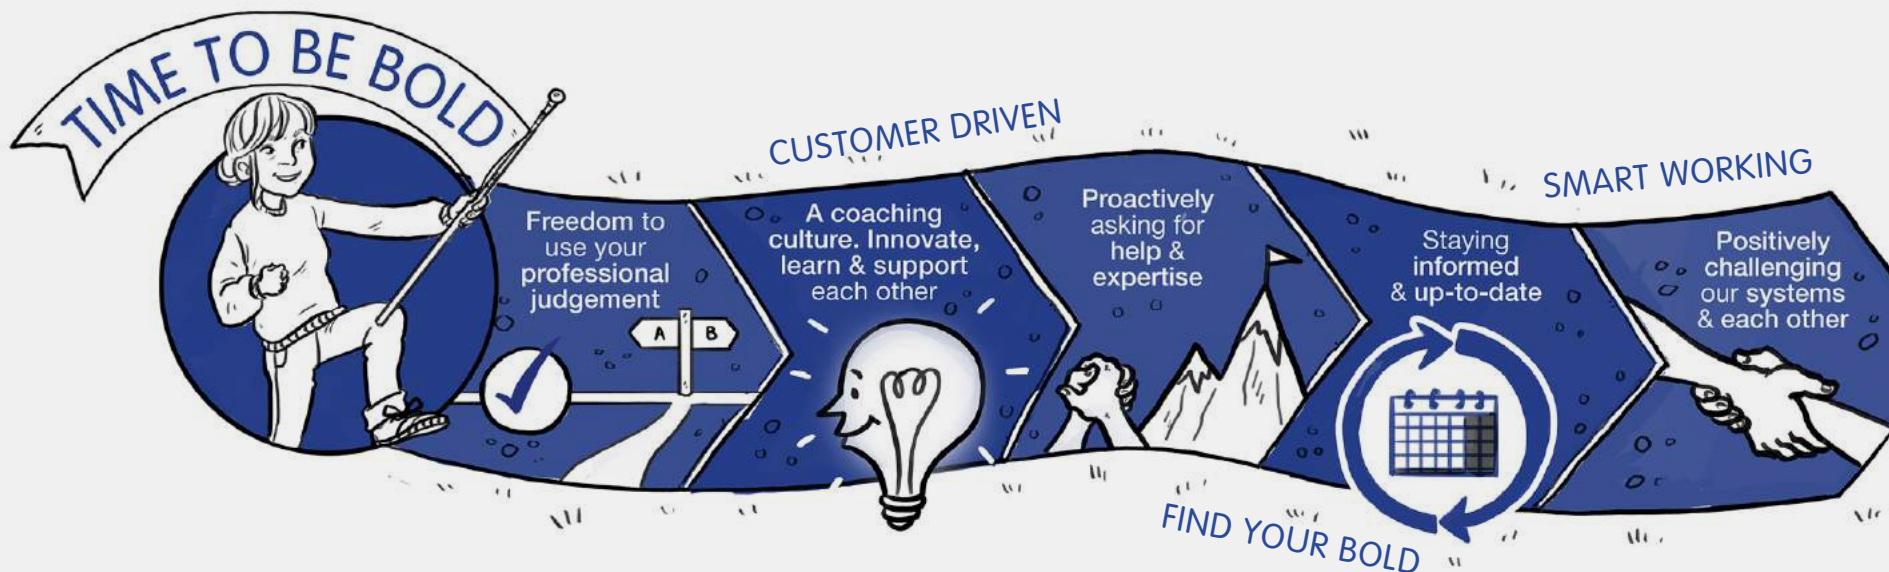 TIME TO BE BOLD
CUSTOMER DRIVEN
SMART WORKING
Freedom to
use your
professional
judgement
A
B
A coaching
culture. Innovate,
learn & support
each other
Proactively
asking for
help &
expertise
Staying
informed
& up-to-date
Positively
challenging
our systems
& each other
FIND YOUR BOLD